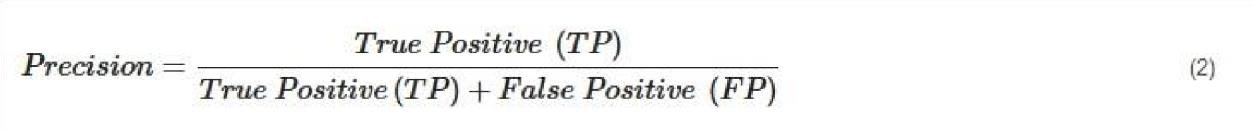 Precision = True Positive (TP) / True Positive (TP) + False Positive (FP) (2)